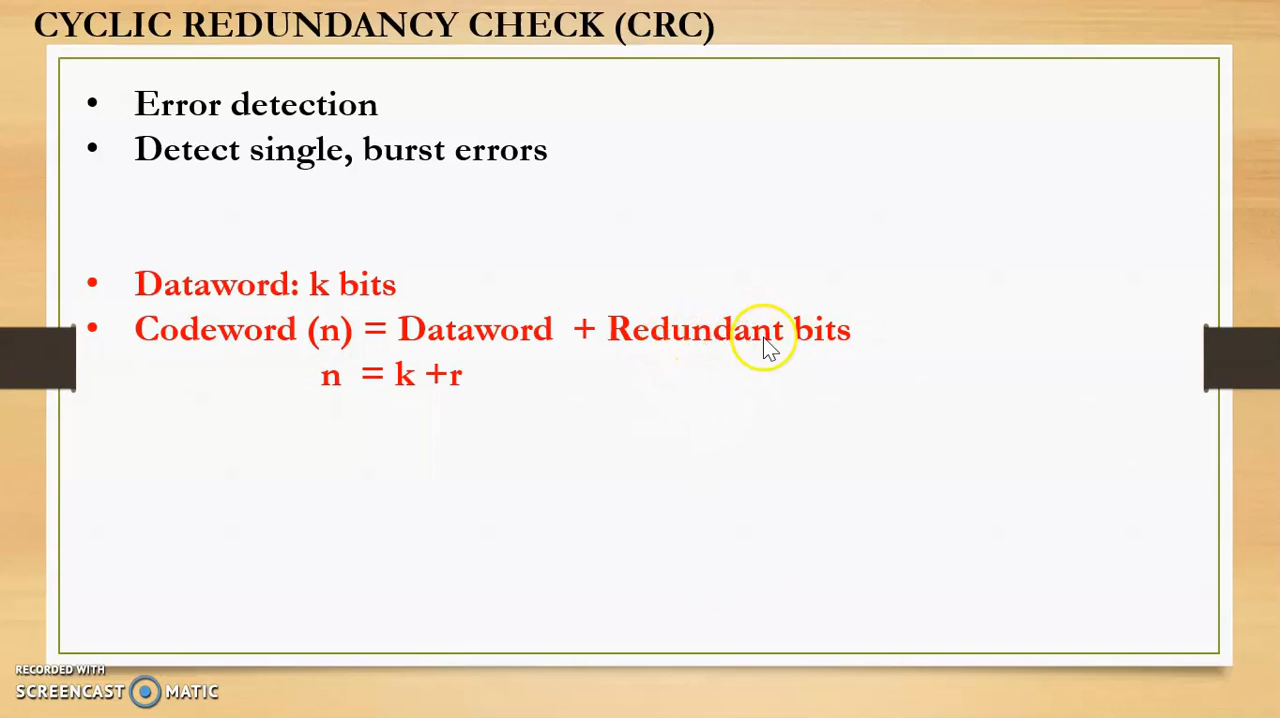 CYCLIC REDUNDANCY CHECK (CRC)
• Error detection
• Detect single, burst errors
• Dataword: k bits
• Codeword (n) = Dataword + Redundant bits
n = k +r
RECORDED WITH
SCREENCAST MATIC